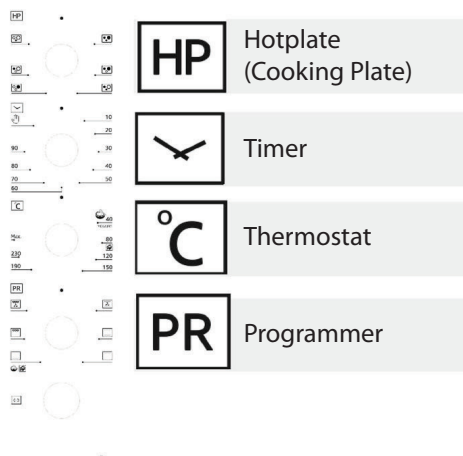 HP
HP
Hotplate
(Cooking Plate)
10
20
90
30
80
40
70
50
60
Timer
°C
40
Max
80
230
120
190
150
°C
Thermostat
PR
PR
Programmer